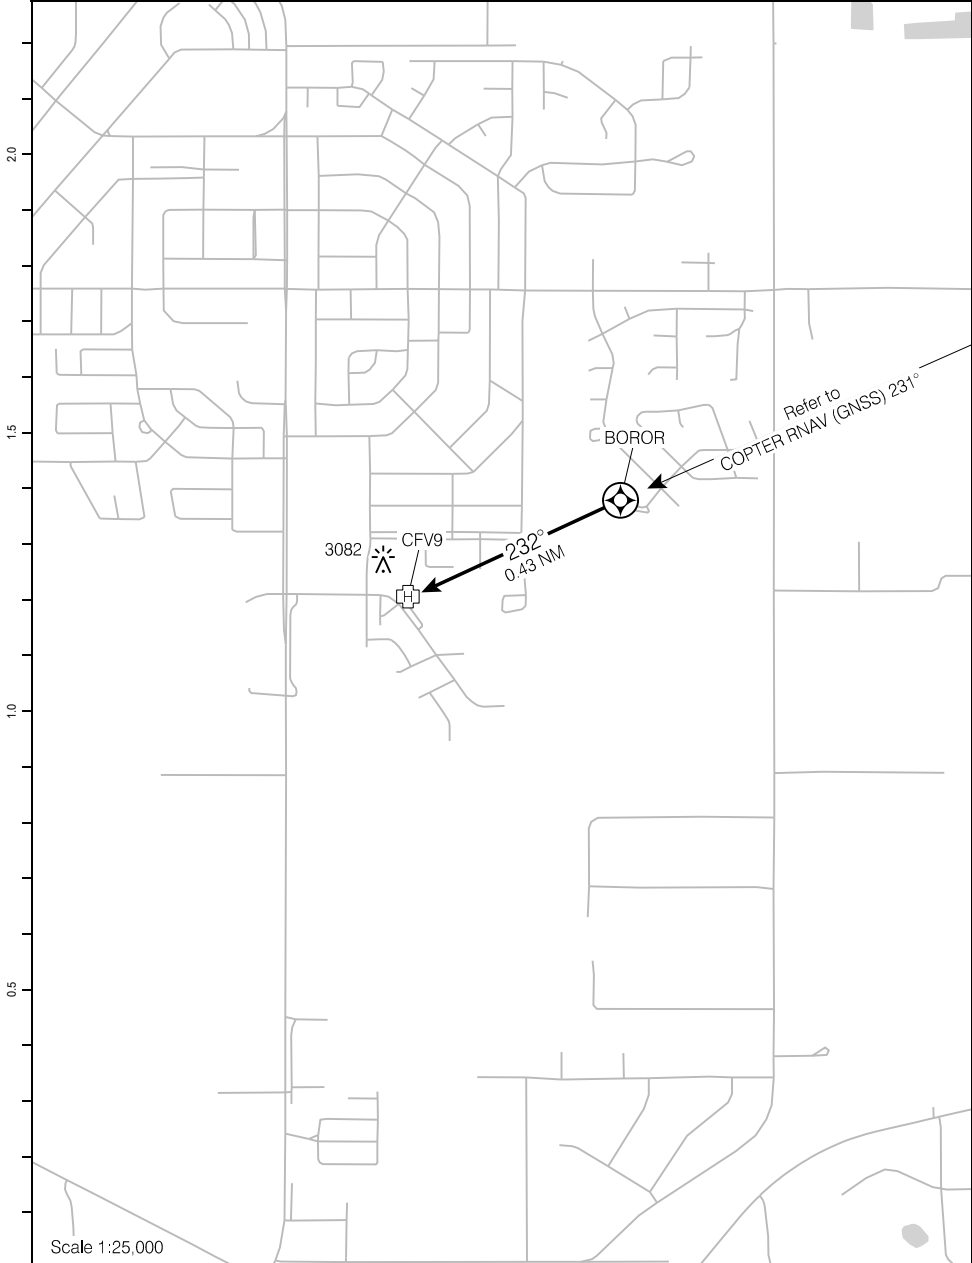 2.0
Refer to
COPTER RNAV (GNSS) 231°
1.5
BOROR
3082
CFV9
232°
0.43 NM
H
1.0
0.5
Scale 1:25,000